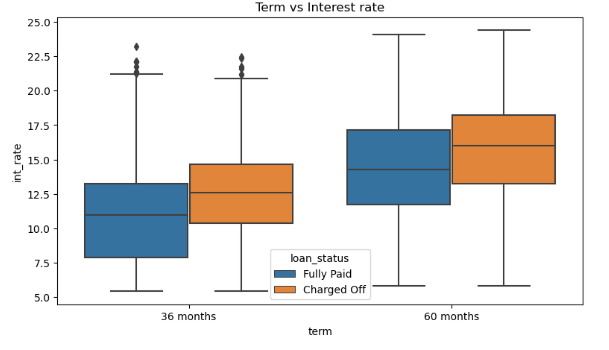 Term vs Interest rate
25.0
22.5
20.0
17.5
15.0
12.5
10.0
7.5
5.0
int_rate
loan_status
Fully Paid
Charged Off
36 months
60 months
term